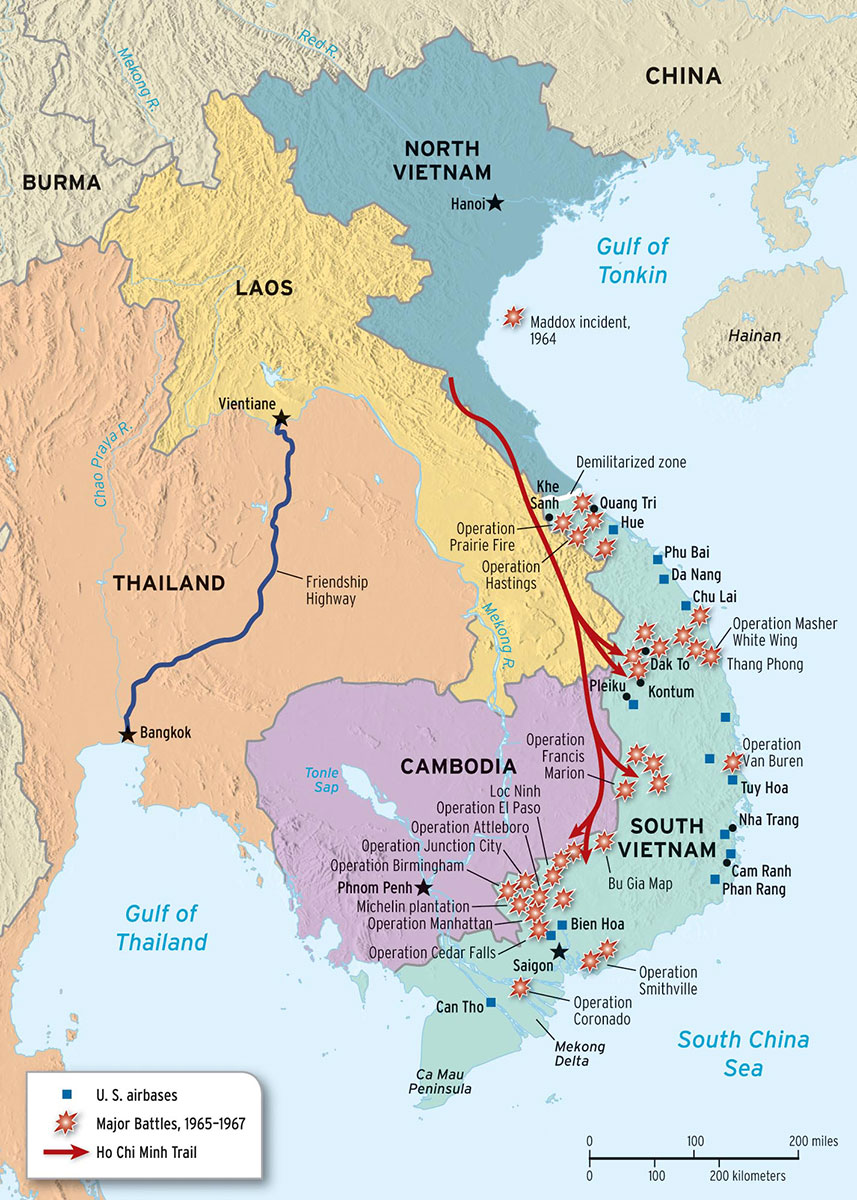 Red R.
Mekong R.
CHINA
NORTH
VIETNAM
BURMA
Hanoi
Gulf of
Tonkin
LAOS
Maddox incident,
1964
Hainan
Vientiane
Chao Praya R.
Demilitarized zone
Khe
Sanh
Quang Tri
Hue
Operation
Prairie Fire
Phu Bai
Operation
Hastings
Da Nang
THAILAND
Friendship
Highway
Chu Lai
Mekong R.
Operation Masher
White Wing
Dak To
Thang Phong
Pleiku
Kontum
Bangkok
Operation
Francis
Marion
Operation
Van Buren
CAMBODIA
Tonle
Sap
Loc Ninh
Tuy Hoa
Operation El Paso
Operation Attleboro
SOUTH
VIETNAM
Nha Trang
Operation Junction City
Operation Birmingham
Cam Ranh
Phnom Penh
Bu Gia Map
Phan Rang
Michelin plantation
Gulf of
Thailand
Operation Manhattan
Bien Hoa
Operation Cedar Falls
Saigon
Operation
Smithville
Can Tho
Operation
Coronado
South China
Sea
Mekong
Delta
Ca Mau
Peninsula
U. S. airbases
Major Battles, 1965–1967
Ho Chi Minh Trail
0 100 200 miles
0 100 200 kilometers